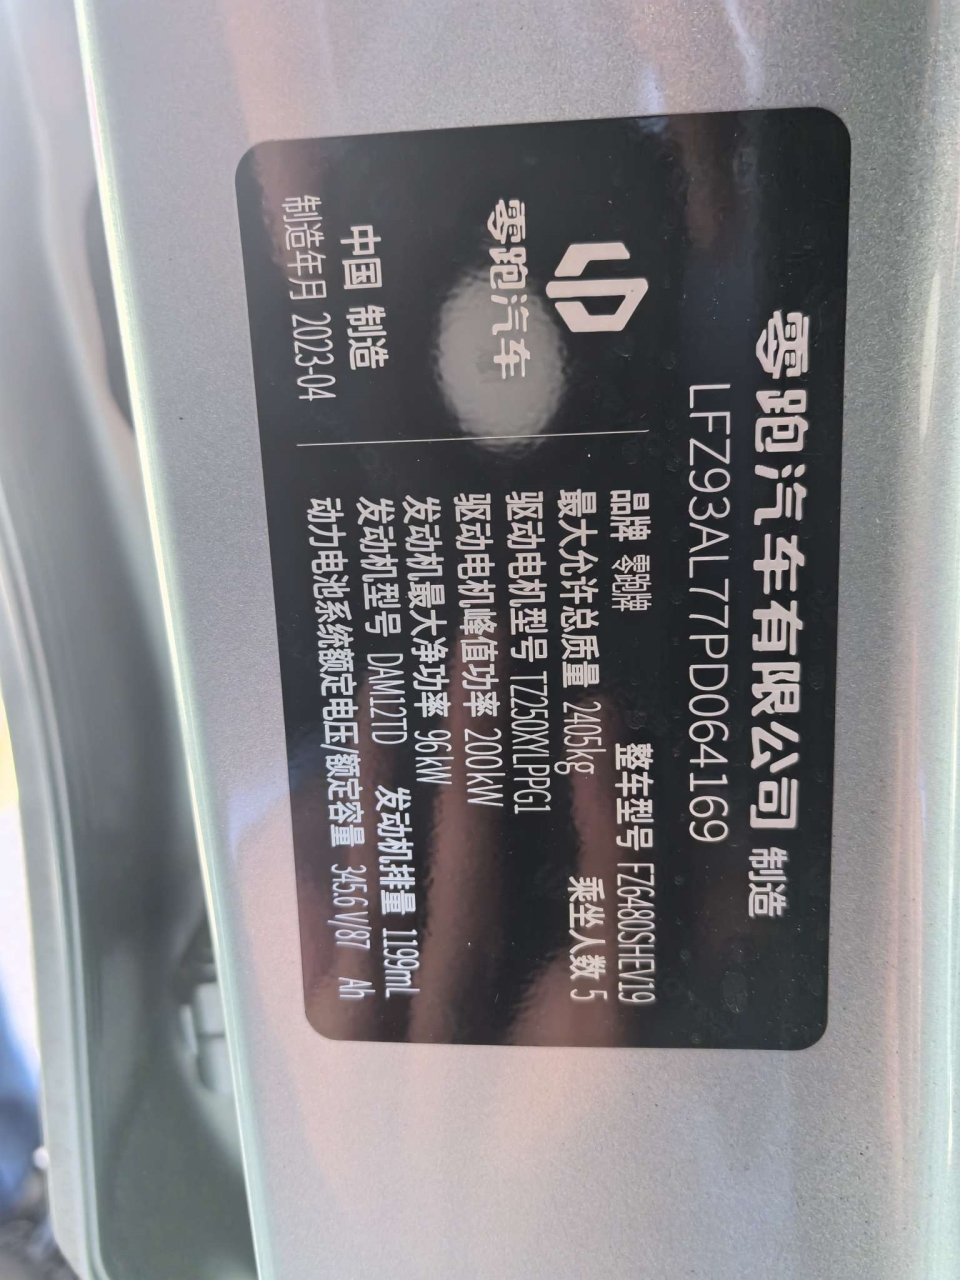 零跑汽车有限公司 制造
LFZ93AL77PD064169
零跑汽车
中国 制造
制造年月 2023-04
品牌 零跑牌 整车型号 FZ6480SHEV19
最大允许总质量 2405kg 乘坐人数 5
驱动电机型号 TZ250XYLPPG1
驱动电机峰值功率 200kW
发动机最大净功率 96kW
发动机型号 DAM12TD 发动机排量 1199mL
动力电池系统额定电压/额定容量 345.6 V/87 Ah